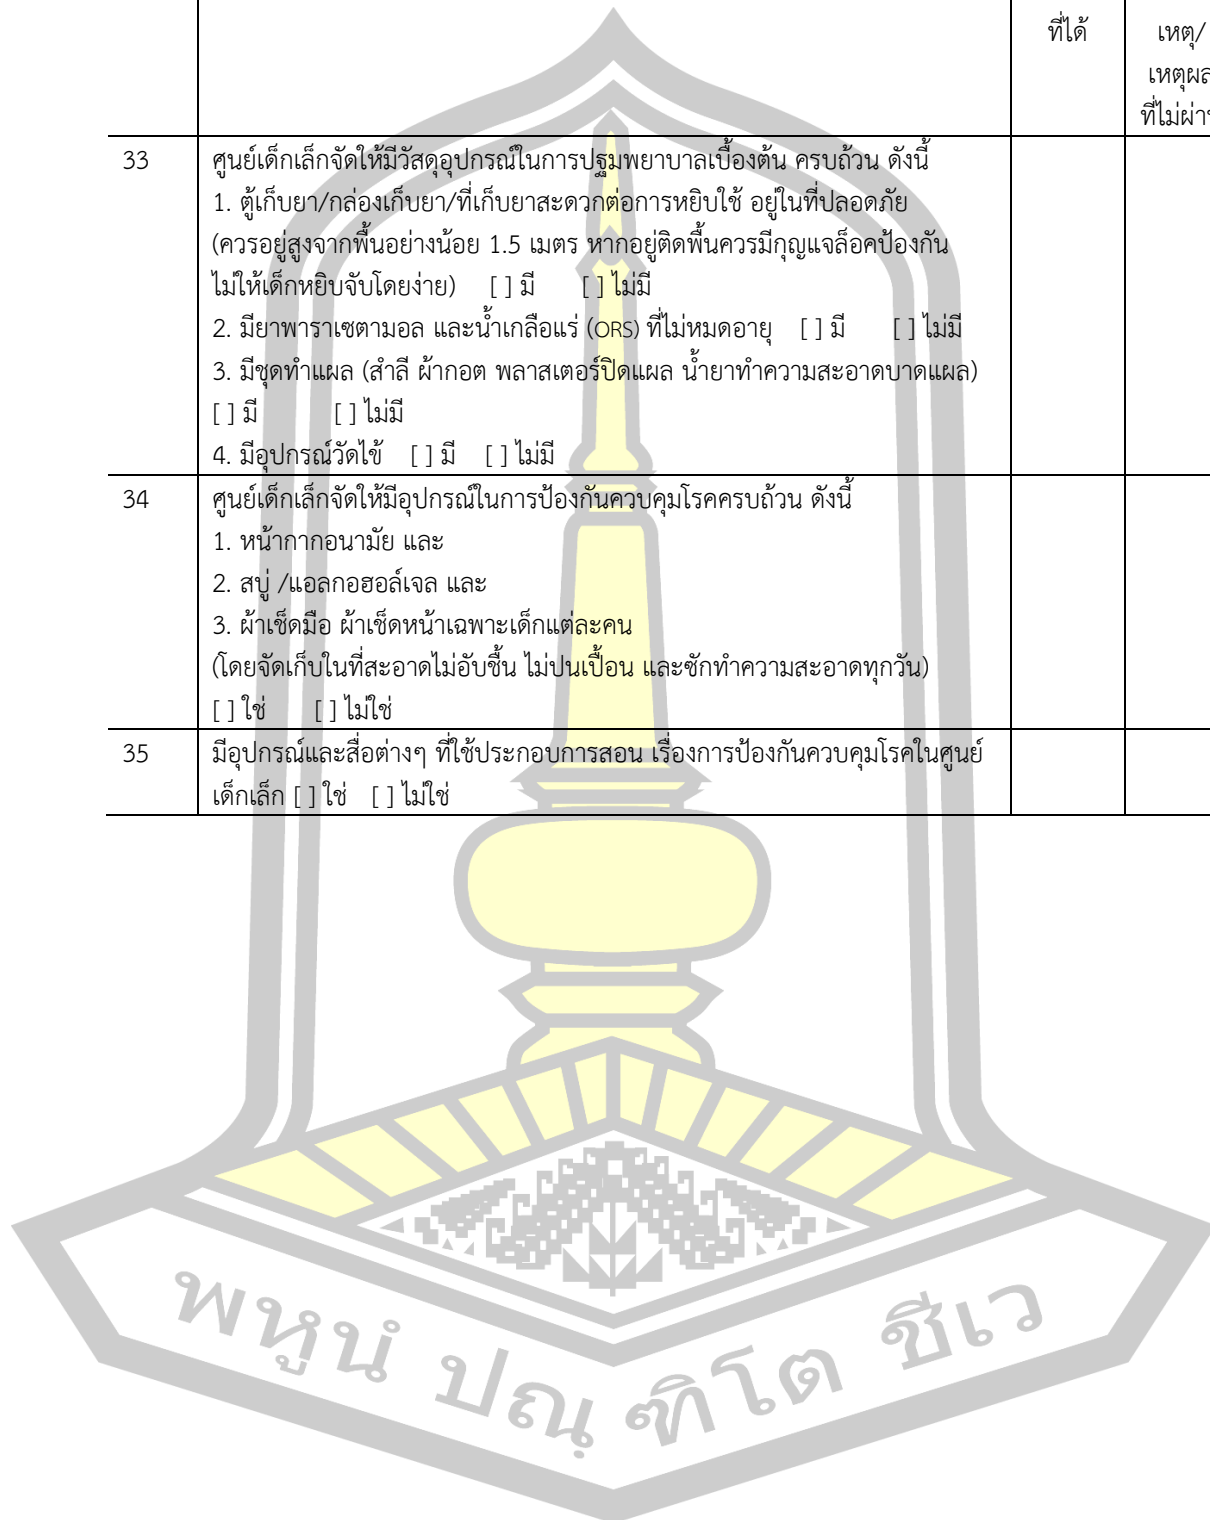 ที่ได้ เหตุ/
เหตุผล
ที่ไม่ผ่าน
33 ศูนย์เด็กเล็กจัดให้มีวัสดุอุปกรณ์ในการปฐมพยาบาลเบื้องต้น ครบถ้วน ดังนี้
1. ตู้เก็บยา/กล่องเก็บยา/ที่เก็บยาสะดวกต่อการหยิบใช้ อยู่ในที่ปลอดภัย
(ควรอยู่สูงจากพื้นอย่างน้อย 1.5 เมตร หากอยู่ติดพื้นควรมีกุญแจล็อคป้องกัน
ไม่ให้เด็กหยิบจับโดยง่าย) [ ] มี [ ] ไม่มี
2. มียาพาราเซตามอล และน้ำเกลือแร่ (ORS) ที่ไม่หมดอายุ [ ] มี [ ] ไม่มี
3. มีชุดทำแผล (สำลี ผ้ากอต พลาสเตอร์ปิดแผล น้ำยาทำความสะอาดบาดแผล)
[ ] มี [ ] ไม่มี
4. มีอุปกรณ์วัดไข้ [ ] มี [ ] ไม่มี
34 ศูนย์เด็กเล็กจัดให้มีอุปกรณ์ในการป้องกันควบคุมโรคครบถ้วน ดังนี้
1. หน้ากากอนามัย และ
2. สบู่ /แอลกอฮอล์เจล และ
3. ผ้าเช็ดมือ ผ้าเช็ดหน้าเฉพาะเด็กแต่ละคน
(โดยจัดเก็บในที่สะอาดไม่อับชื้น ไม่ปนเปื้อน และซักทำความสะอาดทุกวัน)
[ ] ใช่ [ ] ไม่ใช่
35 มีอุปกรณ์และสื่อต่างๆ ที่ใช้ประกอบการสอน เรื่องการป้องกันควบคุมโรคในศูนย์
เด็กเล็ก [ ] ใช่ [ ] ไม่ใช่
พหูนํ ปณฺ ฑิโต ชีเว